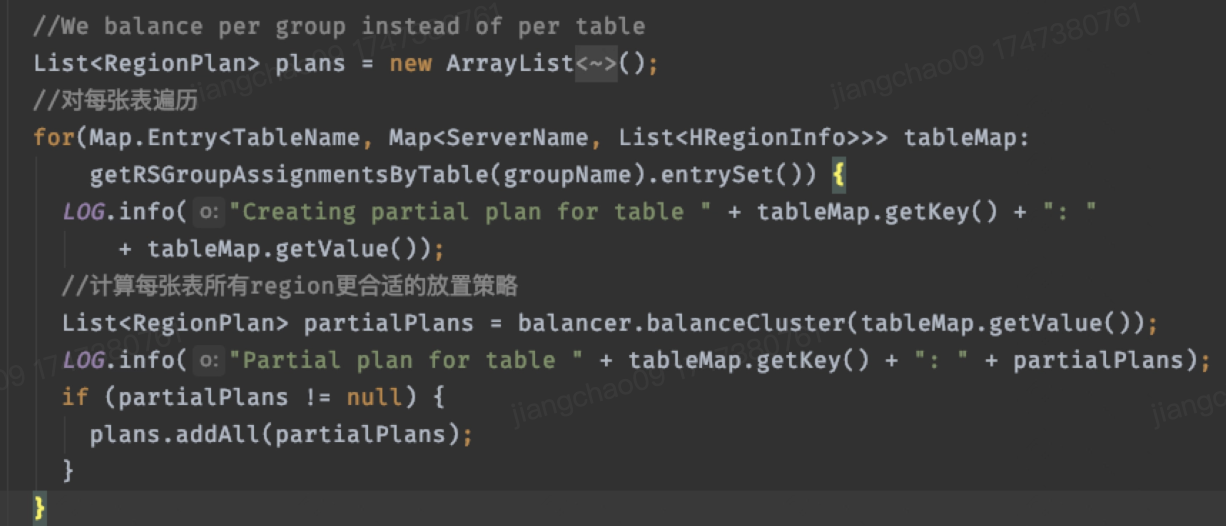 //We balance per group instead of per table
List<RegionPlan> plans = new ArrayList<~>();
//对每张表遍历
for(Map.Entry<TableName, Map<ServerName, List<HRegionInfo>>> tableMap:
getRSGroupAssignmentsByTable(groupName).entrySet()) {
LOG.info( o: "Creating partial plan for table " + tableMap.getKey() + ": "
+ tableMap.getValue());
//计算每张表所有region更合适的放置策略
List<RegionPlan> partialPlans = balancer.balanceCluster(tableMap.getValue());
LOG.info( o: "Partial plan for table " + tableMap.getKey() + ": " + partialPlans);
if (partialPlans != null) {
plans.addAll(partialPlans);
}
}
jiangchao09 1747380761